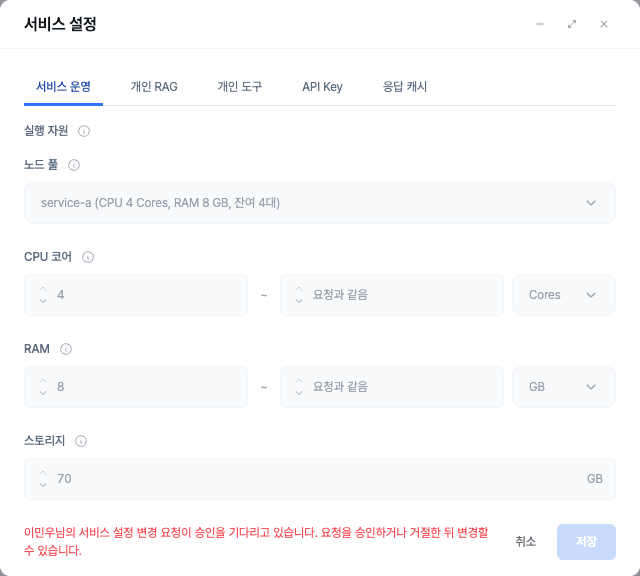 서비스 설정
서비스 운영 개인 RAG 개인 도구 API Key 응답 캐시
실행 자원
노드 풀
service-a (CPU 4 Cores, RAM 8 GB, 잔여 4대)
CPU 코어
4 ~ 요청과 같음 Cores
RAM
8 ~ 요청과 같음 GB
스토리지
70 GB
이민우님의 서비스 설정 변경 요청이 승인을 기다리고 있습니다. 요청을 승인하거나 거절한 뒤 변경할
수 있습니다.
취소 저장